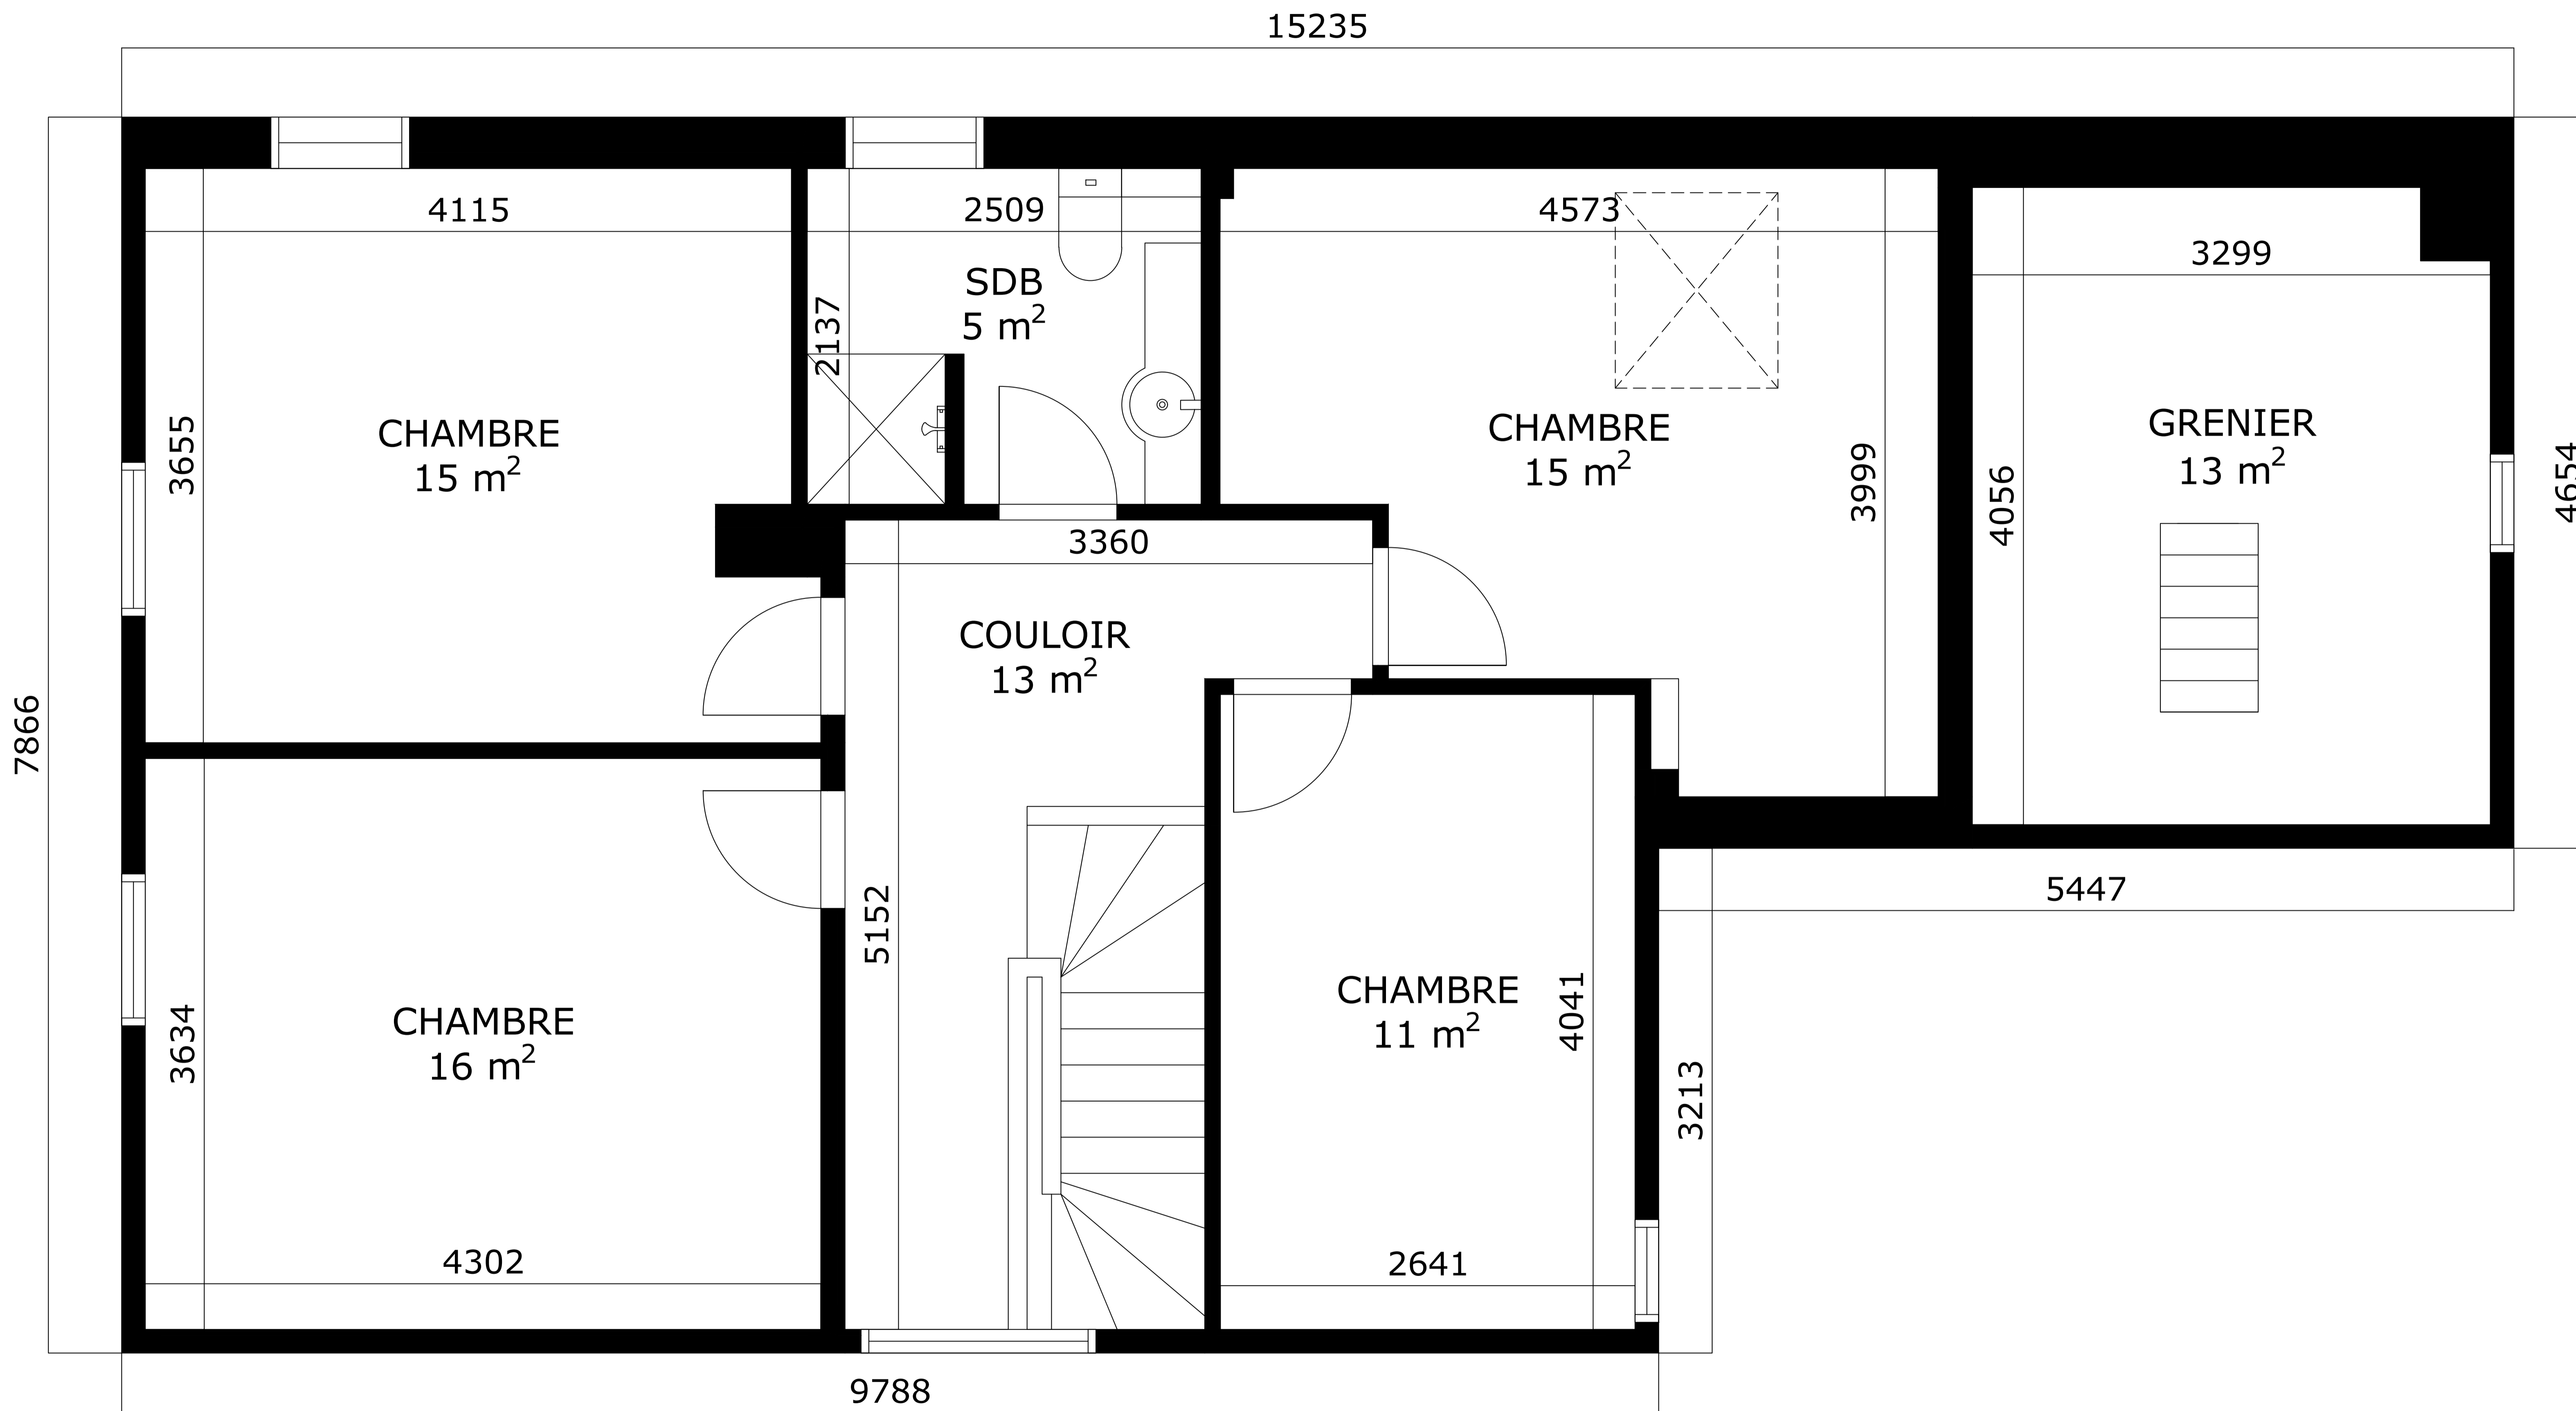 15235
4115
2509
4573
3299
SDB
5 m²
2137
CHAMBRE
15 m²
3655
CHAMBRE
15 m²
3999
GRENIER
13 m²
4056
4654
3360
COULOIR
13 m²
7866
5447
5152
CHAMBRE
16 m²
3634
CHAMBRE
11 m²
4041
3213
4302
2641
9788